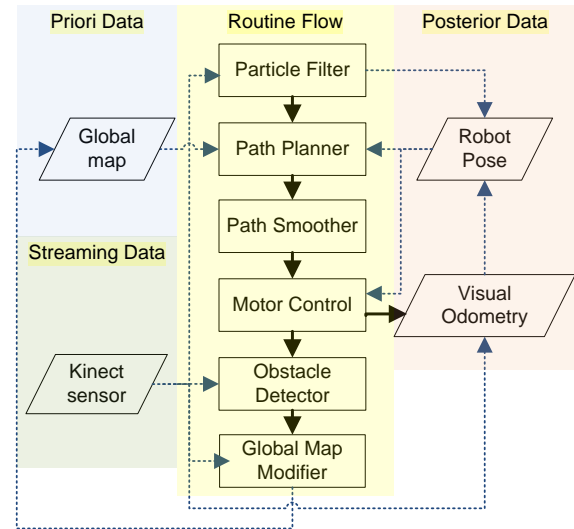 Priori Data
Routine Flow
Posterior Data
Particle Filter
Global
map
Path Planner
Robot
Pose
Path Smoother
Streaming Data
Motor Control
Visual
Odometry
Kinect
sensor
Obstacle
Detector
Global Map
Modifier